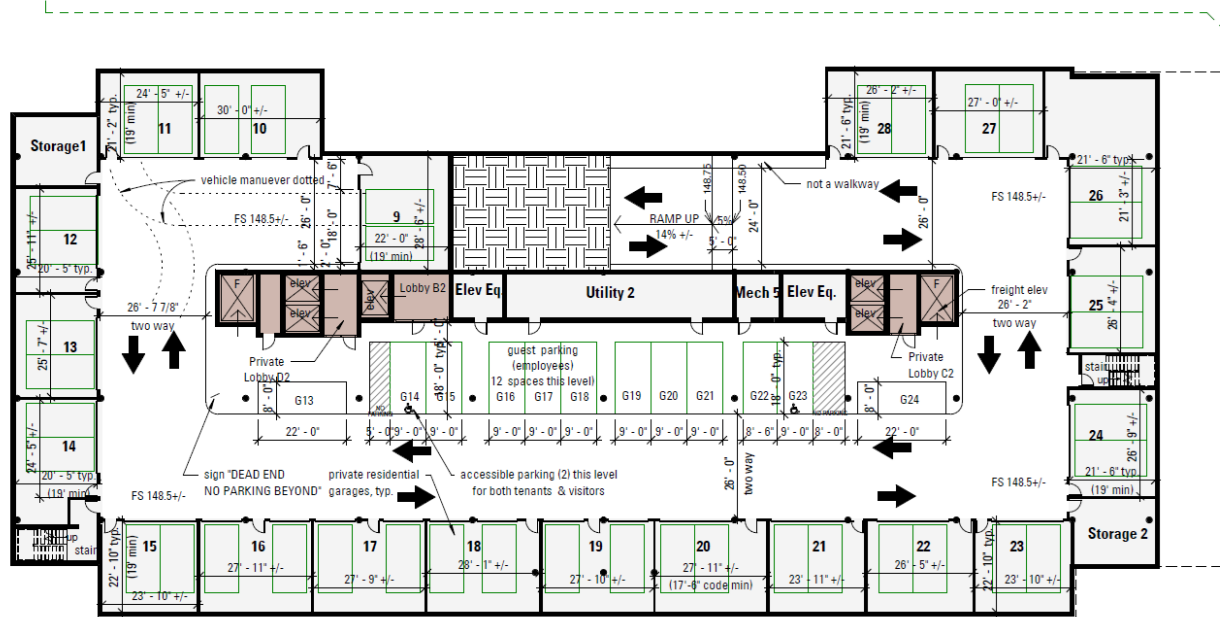 24' - 5" +/-
30' - 0" +/-
11
10
21' - 2" typ.
(19' min)
26' - 2" +/-
27' - 0" +/-
28
27
21' - 6" typ.
(19' min)
Storage1
vehicle manuever dotted
7' - 6"
26' - 0"
18' - 0"
2' - 0"
FS 148.5+/-
9
22' - 0"
(19' min)
28' - 6" +/-
148.75
148.50
not a walkway
RAMP UP
14% +/-
5%
5' - 0"
24' - 0"
26' - 0"
FS 148.5+/-
21' - 6" typ.
26
21' - 3" +/-
12
25' - 11" +/-
20' - 5" typ.
F
elev
elev
elev
Lobby B2
Elev Eq.
Utility 2
Mech 5
Elev Eq.
elev
elev
F
freight elev
25
26' - 4" +/-
26' - 7 7/8"
two way
26' - 2"
two way
13
25' - 7" +/-
Private
Lobby D2
Private
Lobby C2
guest parking
(employees)
12 spaces this level)
18' - 0" typ.
18' - 0" typ.
stair
up
8' - 0"
G13
NO
PARKING
G14
G15
G16
G17
G18
G19
G20
G21
G22
G23
NO PARKING
8' - 0"
G24
22' - 0"
5' - 0"
9' - 0"
9' - 0"
9' - 0"
9' - 0"
9' - 0"
9' - 0"
9' - 0"
9' - 0"
8' - 6"
9' - 0"
8' - 0"
22' - 0"
14
24' - 5" +/-
20' - 5" typ.
(19' min)
24
26' - 9" +/-
21' - 6" typ.
(19' min)
sign "DEAD END
NO PARKING BEYOND"
private residential
garages, typ.
accessible parking (2) this level
for both tenants & visitors
26' - 0"
two way
FS 148.5+/-
FS 148.5+/-
up
stair
Storage 2
15
16
17
18
19
20
21
22
23
22' - 10" typ.
(19' min)
23' - 10" +/-
27' - 11" +/-
27' - 9" +/-
28' - 1" +/-
27' - 10" +/-
27' - 11" +/-
(17'-6" code min)
23' - 11" +/-
26' - 5" +/-
22' - 10" typ.
23' - 10" +/-